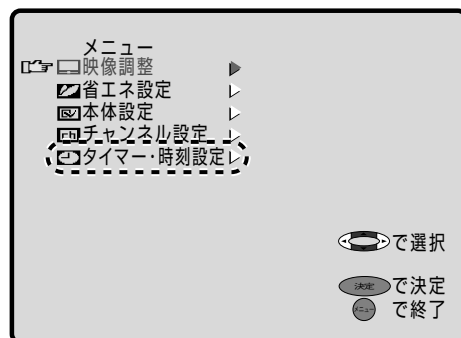 メニュー
映像調整
省エネ設定
本体設定
チャンネル設定
タイマー・時刻設定
で選択
決定 で決定
メニュー で終了